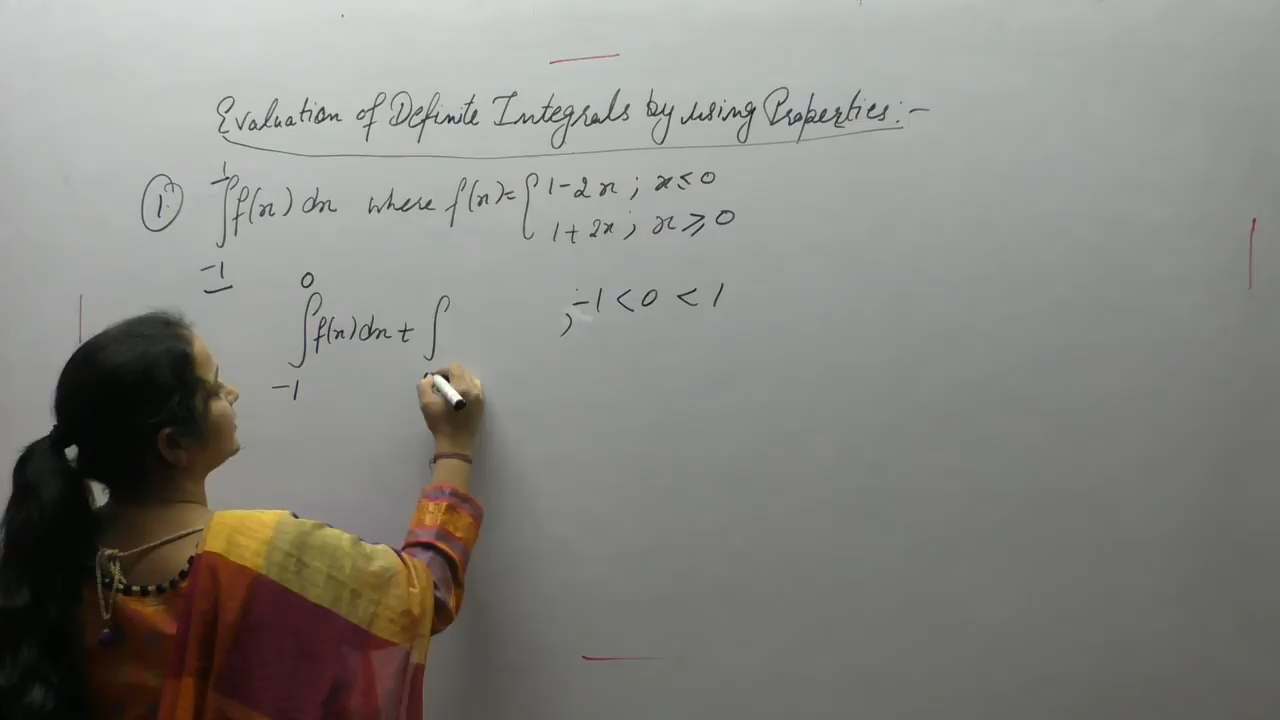 Evaluation of Definite Integrals by using Properties:-
1. ∫_{-1}^{1} f(x) dx where f(x)= { 1-2x ; x≤0
1+2x ; x≥0
∫_{-1}^{0} f(x) dx + ∫ ; -1 < 0 < 1